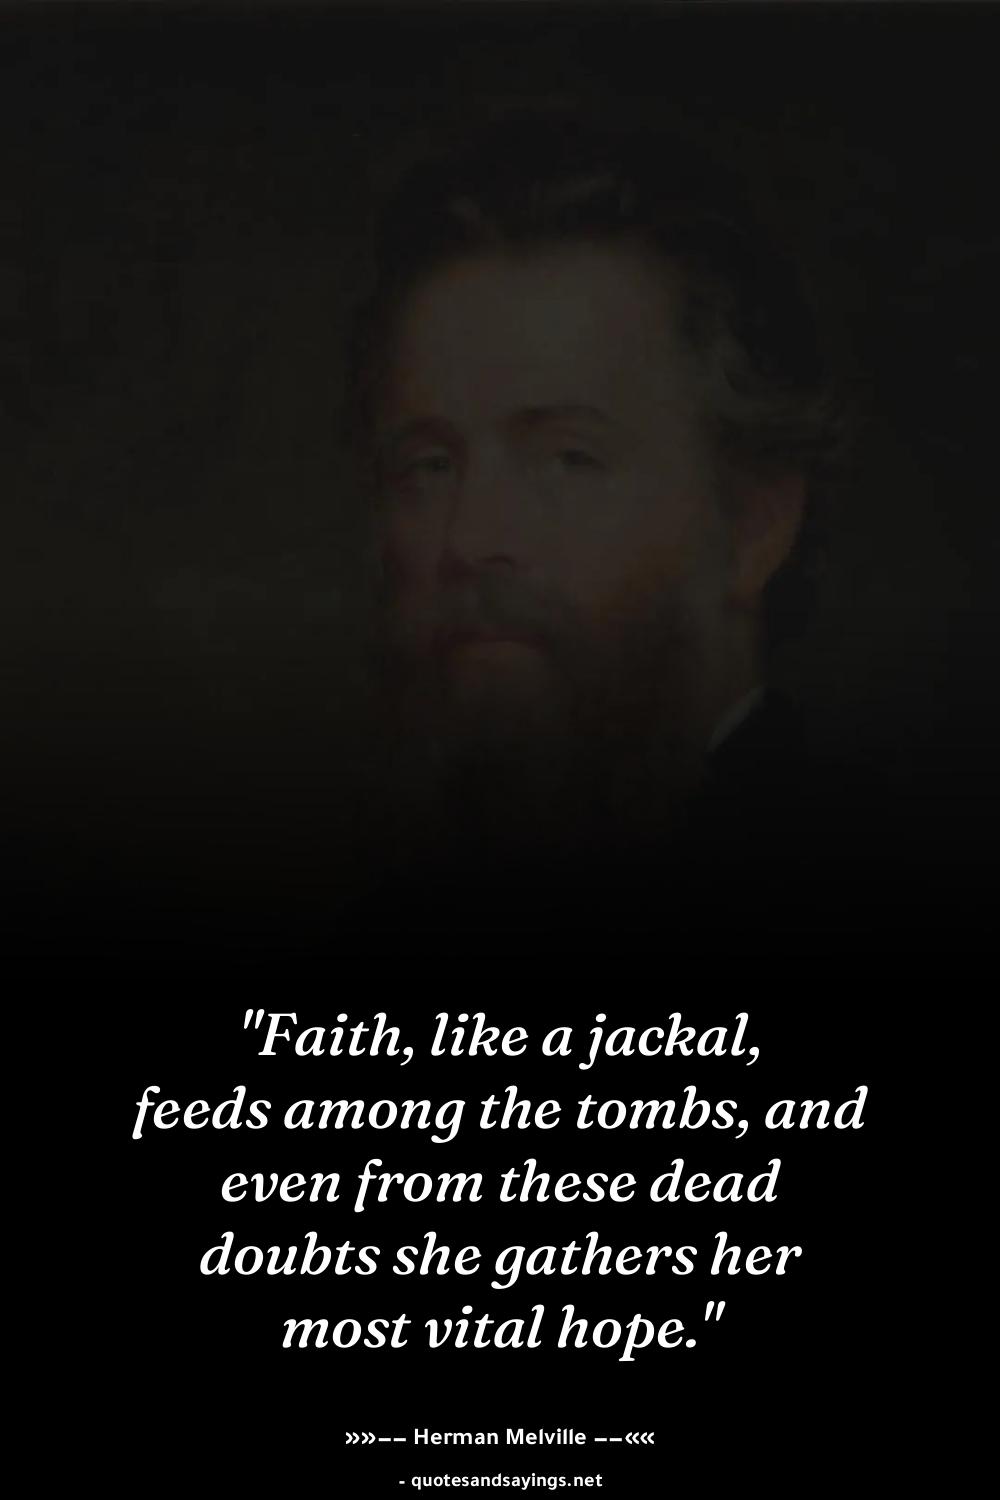 "Faith, like a jackal,
feeds among the tombs, and
even from these dead
doubts she gathers her
most vital hope."
»»–– Herman Melville ––««
- quotesandsayings.net